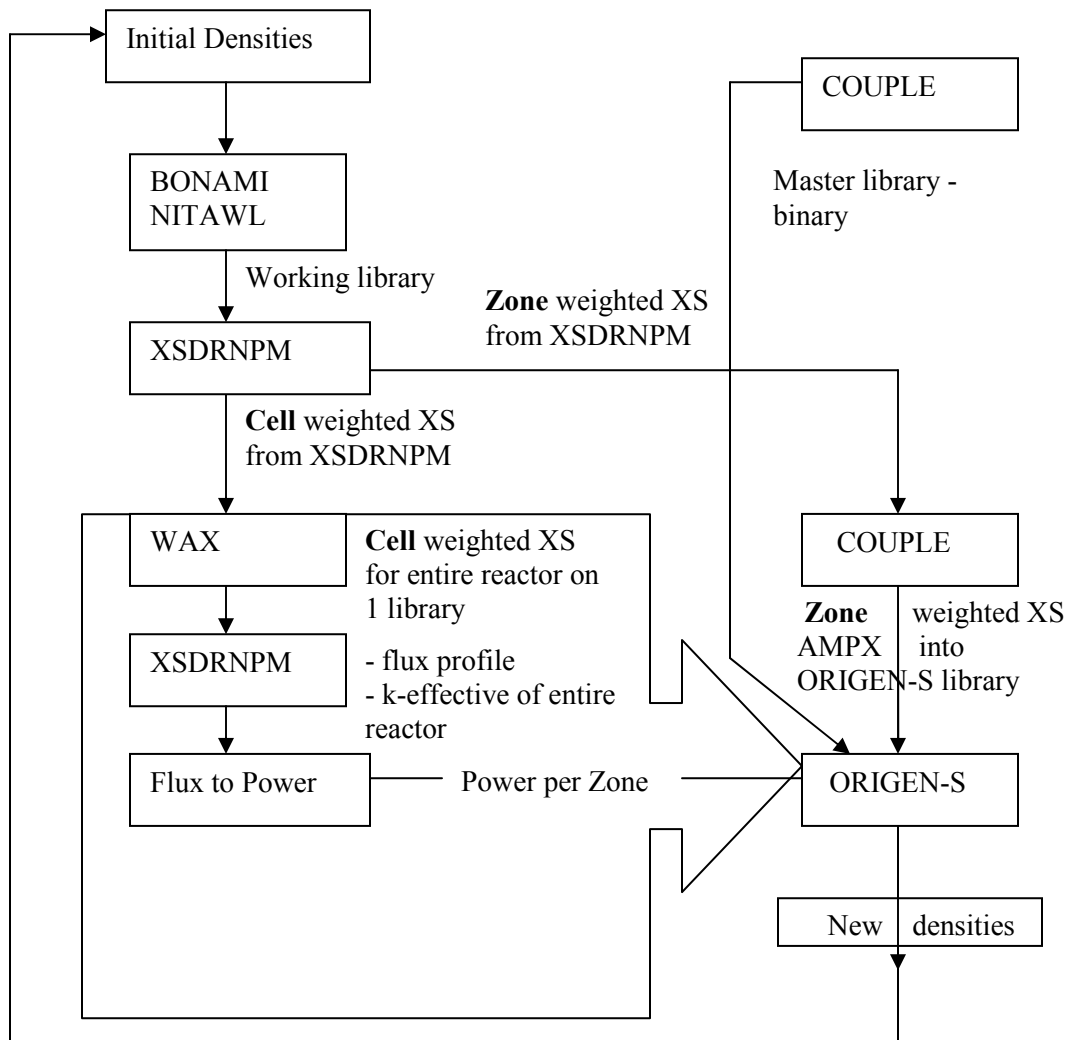 Initial Densities
COUPLE
BONAMI
NITAWL
Master library -
binary
Working library
Zone weighted XS
from XSDRNPM
XSDRNPM
Cell weighted XS
from XSDRNPM
WAX
Cell weighted XS
for entire reactor on
1 library
COUPLE
Zone weighted XS
AMPX into
ORIGEN-S library
XSDRNPM
- flux profile
- k-effective of entire
reactor
Flux to Power
Power per Zone
ORIGEN-S
New densities